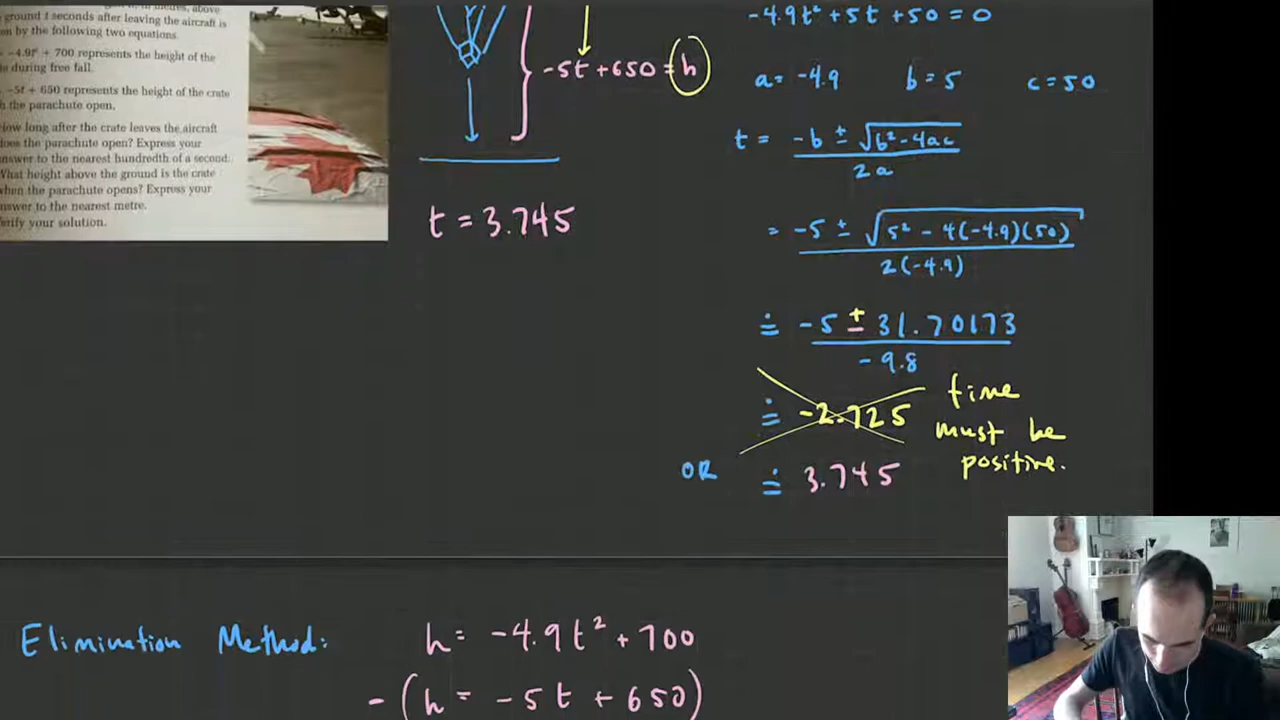 ground t seconds after leaving the aircraft is
by the following two equations.
-4.9t² + 700 represents the height of the
during free fall.
-5t + 650 represents the height of the crate
the parachute open.
How long after the crate leaves the aircraft
does the parachute open? Express your
answer to the nearest hundredth of a second.
What height above the ground is the crate
when the parachute opens? Express your
answer to the nearest metre.
Verify your solution.
-5t + 650 = h
t = 3.745
-4.9t² + 5t + 50 = 0
a = -4.9 b = 5 c = 50
t = -b ± √b² - 4ac
2a
= -5 ± √5² - 4(-4.9)(50)
2(-4.9)
≐ -5 ± 31.70173
-9.8
≐ -2.725 time
must be
positive.
OR ≐ 3.745
Elimination Method: h = -4.9t² + 700
- (h = -5t + 650)